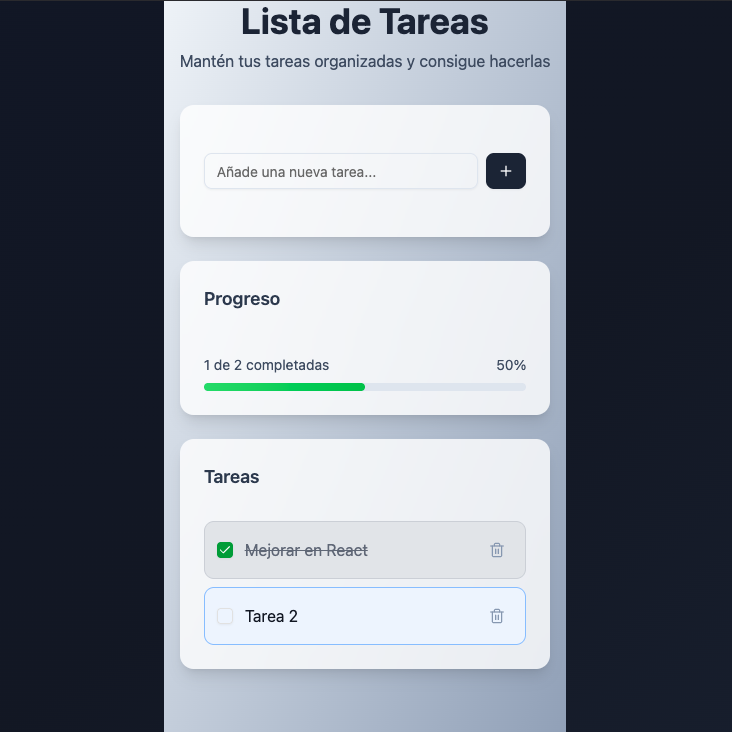 Lista de Tareas
Mantén tus tareas organizadas y consigue hacerlas
Añade una nueva tarea...
+
Progreso
1 de 2 completadas 50%
Tareas
Mejorar en React
Tarea 2